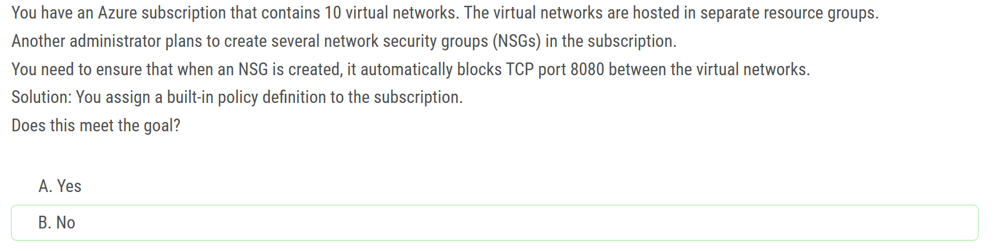 You have an Azure subscription that contains 10 virtual networks. The virtual networks are hosted in separate resource groups.
Another administrator plans to create several network security groups (NSGs) in the subscription.
You need to ensure that when an NSG is created, it automatically blocks TCP port 8080 between the virtual networks.
Solution: You assign a built-in policy definition to the subscription.
Does this meet the goal?
A. Yes
B. No